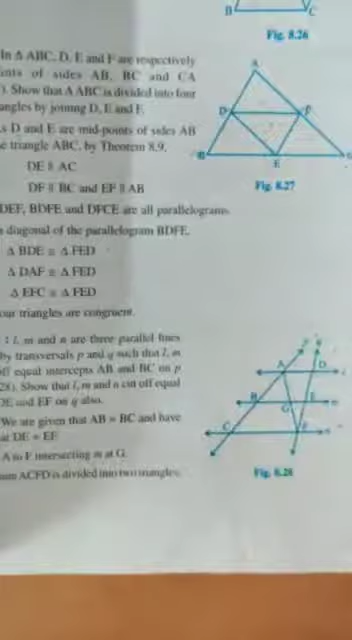 B C
Fig. 8.26
In Δ ABC, D, E and F are respectively
ints of sides AB, BC and CA
). Show that Δ ABC is divided into four
angles by joining D, E and F.
s D and E are mid-points of sides AB
e triangle ABC, by Theorem 8.9,
DE || AC
DF || BC and EF || AB
A
D F
B E
Fig. 8.27
DEF, BDFE and DFCE are all parallelograms.
diagonal of the parallelogram BDFE,
Δ BDE ≅ Δ FED
Δ DAF ≅ Δ FED
Δ EFC ≅ Δ FED
our triangles are congruent.
: l, m and n are three parallel lines
by transversals p and q such that l, m
off equal intercepts AB and BC on p
28). Show that l, m and n cut off equal
DE and EF on q also.
We are given that AB = BC and have
at DE = EF.
A to F intersecting m at G.
um ACFD is divided into two triangles;
p q
A D l
B E m
G
C F n
Fig. 8.28